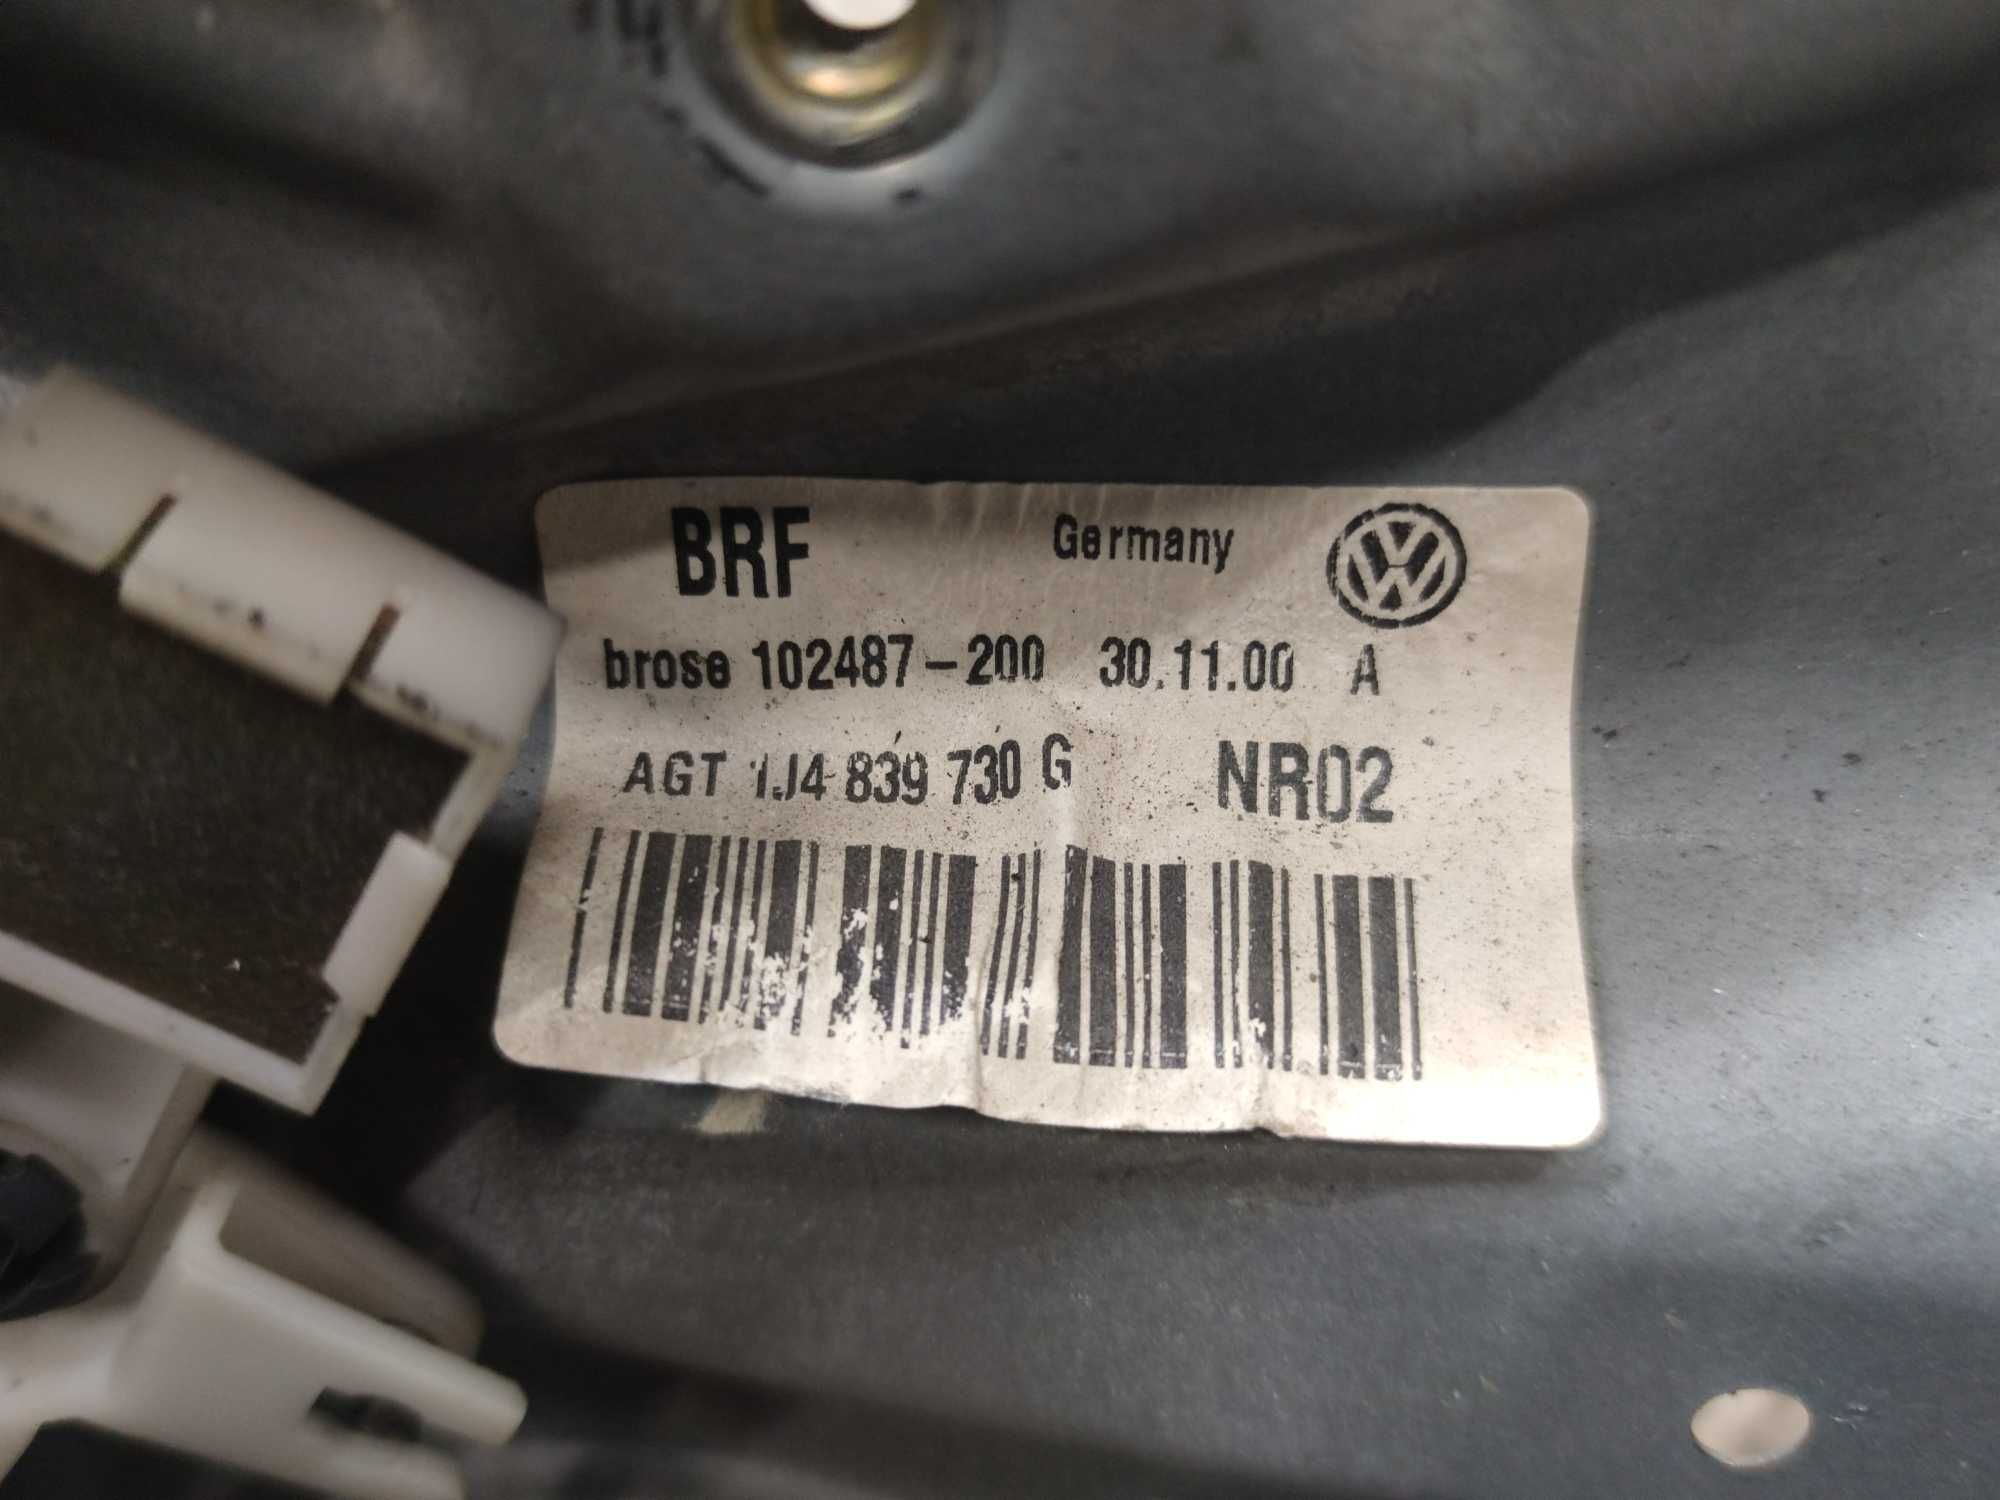 BRF Germany
brose 102487-200 30.11.00 A
AGT 1J4 839 730 G NR02